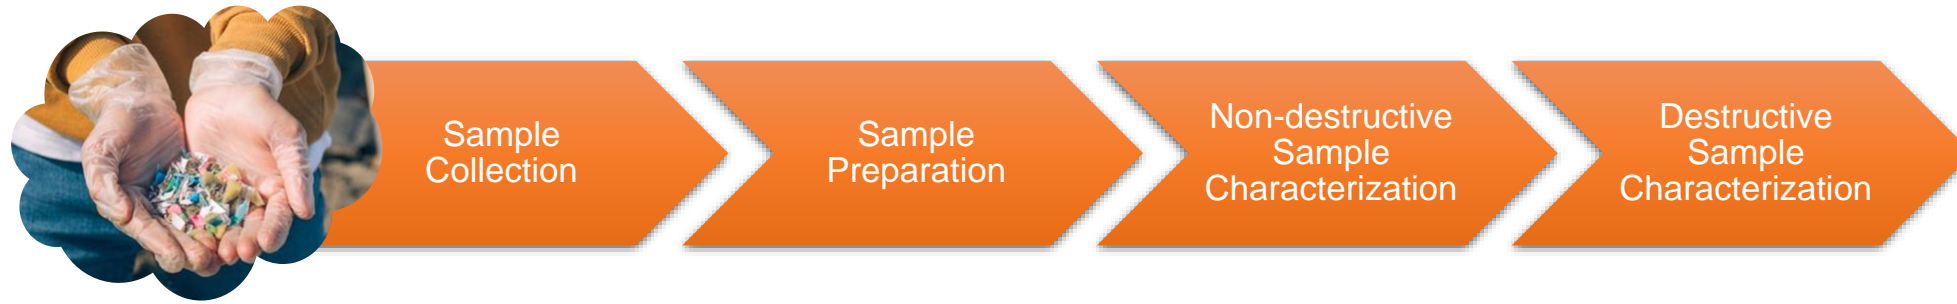 Sample
Collection
Sample
Preparation
Non-destructive
Sample
Characterization
Destructive
Sample
Characterization